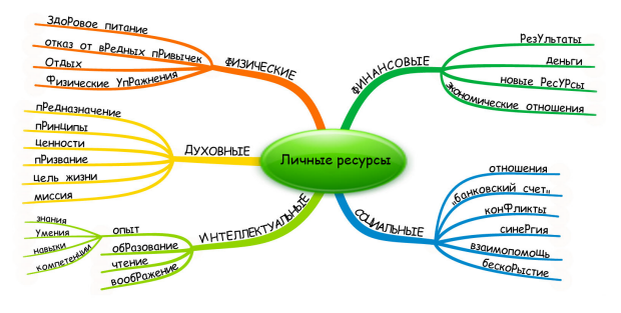 Личные ресурсы
ФИЗИЧЕСКИЕ
ЗдоРовое питание
отказ от вРедных пРивычек
Отдых
Физические УпРажнения
ДУХОВНЫЕ
пРедназначение
пРинципы
ценности
пРизвание
цель жизни
миссия
ИНТЕЛЛЕКТУАЛЬНЫЕ
опыт
знания
Умения
навыки
компетенции
обРазование
чтение
вообРажение
ФИНАНСОВЫЕ
РезУльтаты
деньги
новые РесУРсы
экономические отношения
СОЦИАЛЬНЫЕ
отношения
„банковский счет„
конФликты
синеРгия
взаимопомощь
бескоРыстие